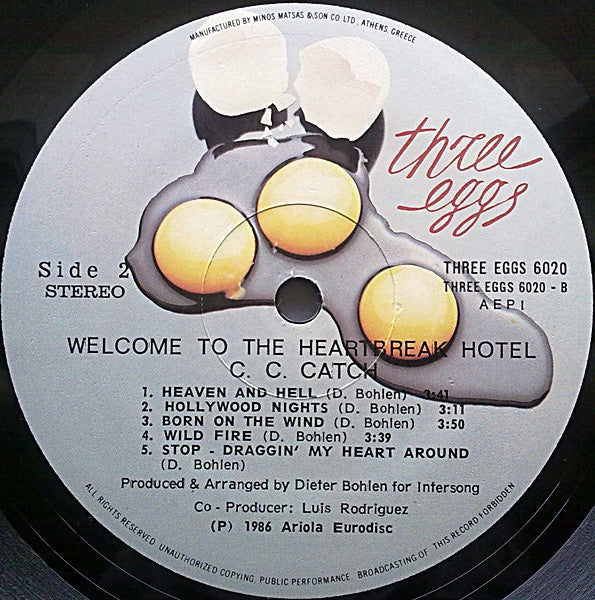 MANUFACTURED BY MINOS MATSAS & SON CO LTD. ATHENS, GREECE
three
eggs
Side 2
STEREO
THREE EGGS 6020
THREE EGGS 6020 - B
AEPI
WELCOME TO THE HEARTBREAK HOTEL
C. C. CATCH
1. HEAVEN AND HELL (D. Bohlen) 3:41
2. HOLLYWOOD NIGHTS (D. Bohlen) 3:11
3. BORN ON THE WIND (D. Bohlen) 3:50
4. WILD FIRE (D. Bohlen) 3:39
5. STOP - DRAGGIN' MY HEART AROUND
(D. Bohlen)
Produced & Arranged by Dieter Bohlen for Intersong
Co - Producer: Luis Rodriguez
(P) 1986 Ariola Eurodisc
ALL RIGHTS RESERVED. UNAUTHORIZED COPYING, PUBLIC PERFORMANCE. BROADCASTING OF THIS RECORD FORBIDDEN